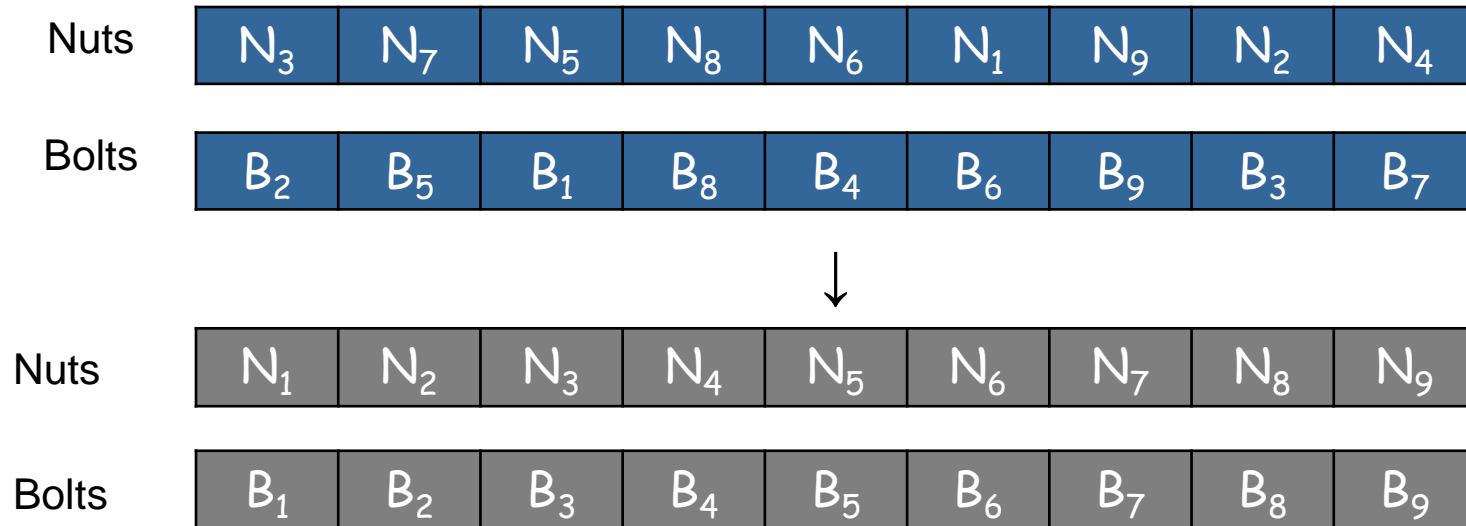 Nuts N₃ N₇ N₅ N₈ N₆ N₁ N₉ N₂ N₄
Bolts B₂ B₅ B₁ B₈ B₄ B₆ B₉ B₃ B₇
↓
Nuts N₁ N₂ N₃ N₄ N₅ N₆ N₇ N₈ N₉
Bolts B₁ B₂ B₃ B₄ B₅ B₆ B₇ B₈ B₉